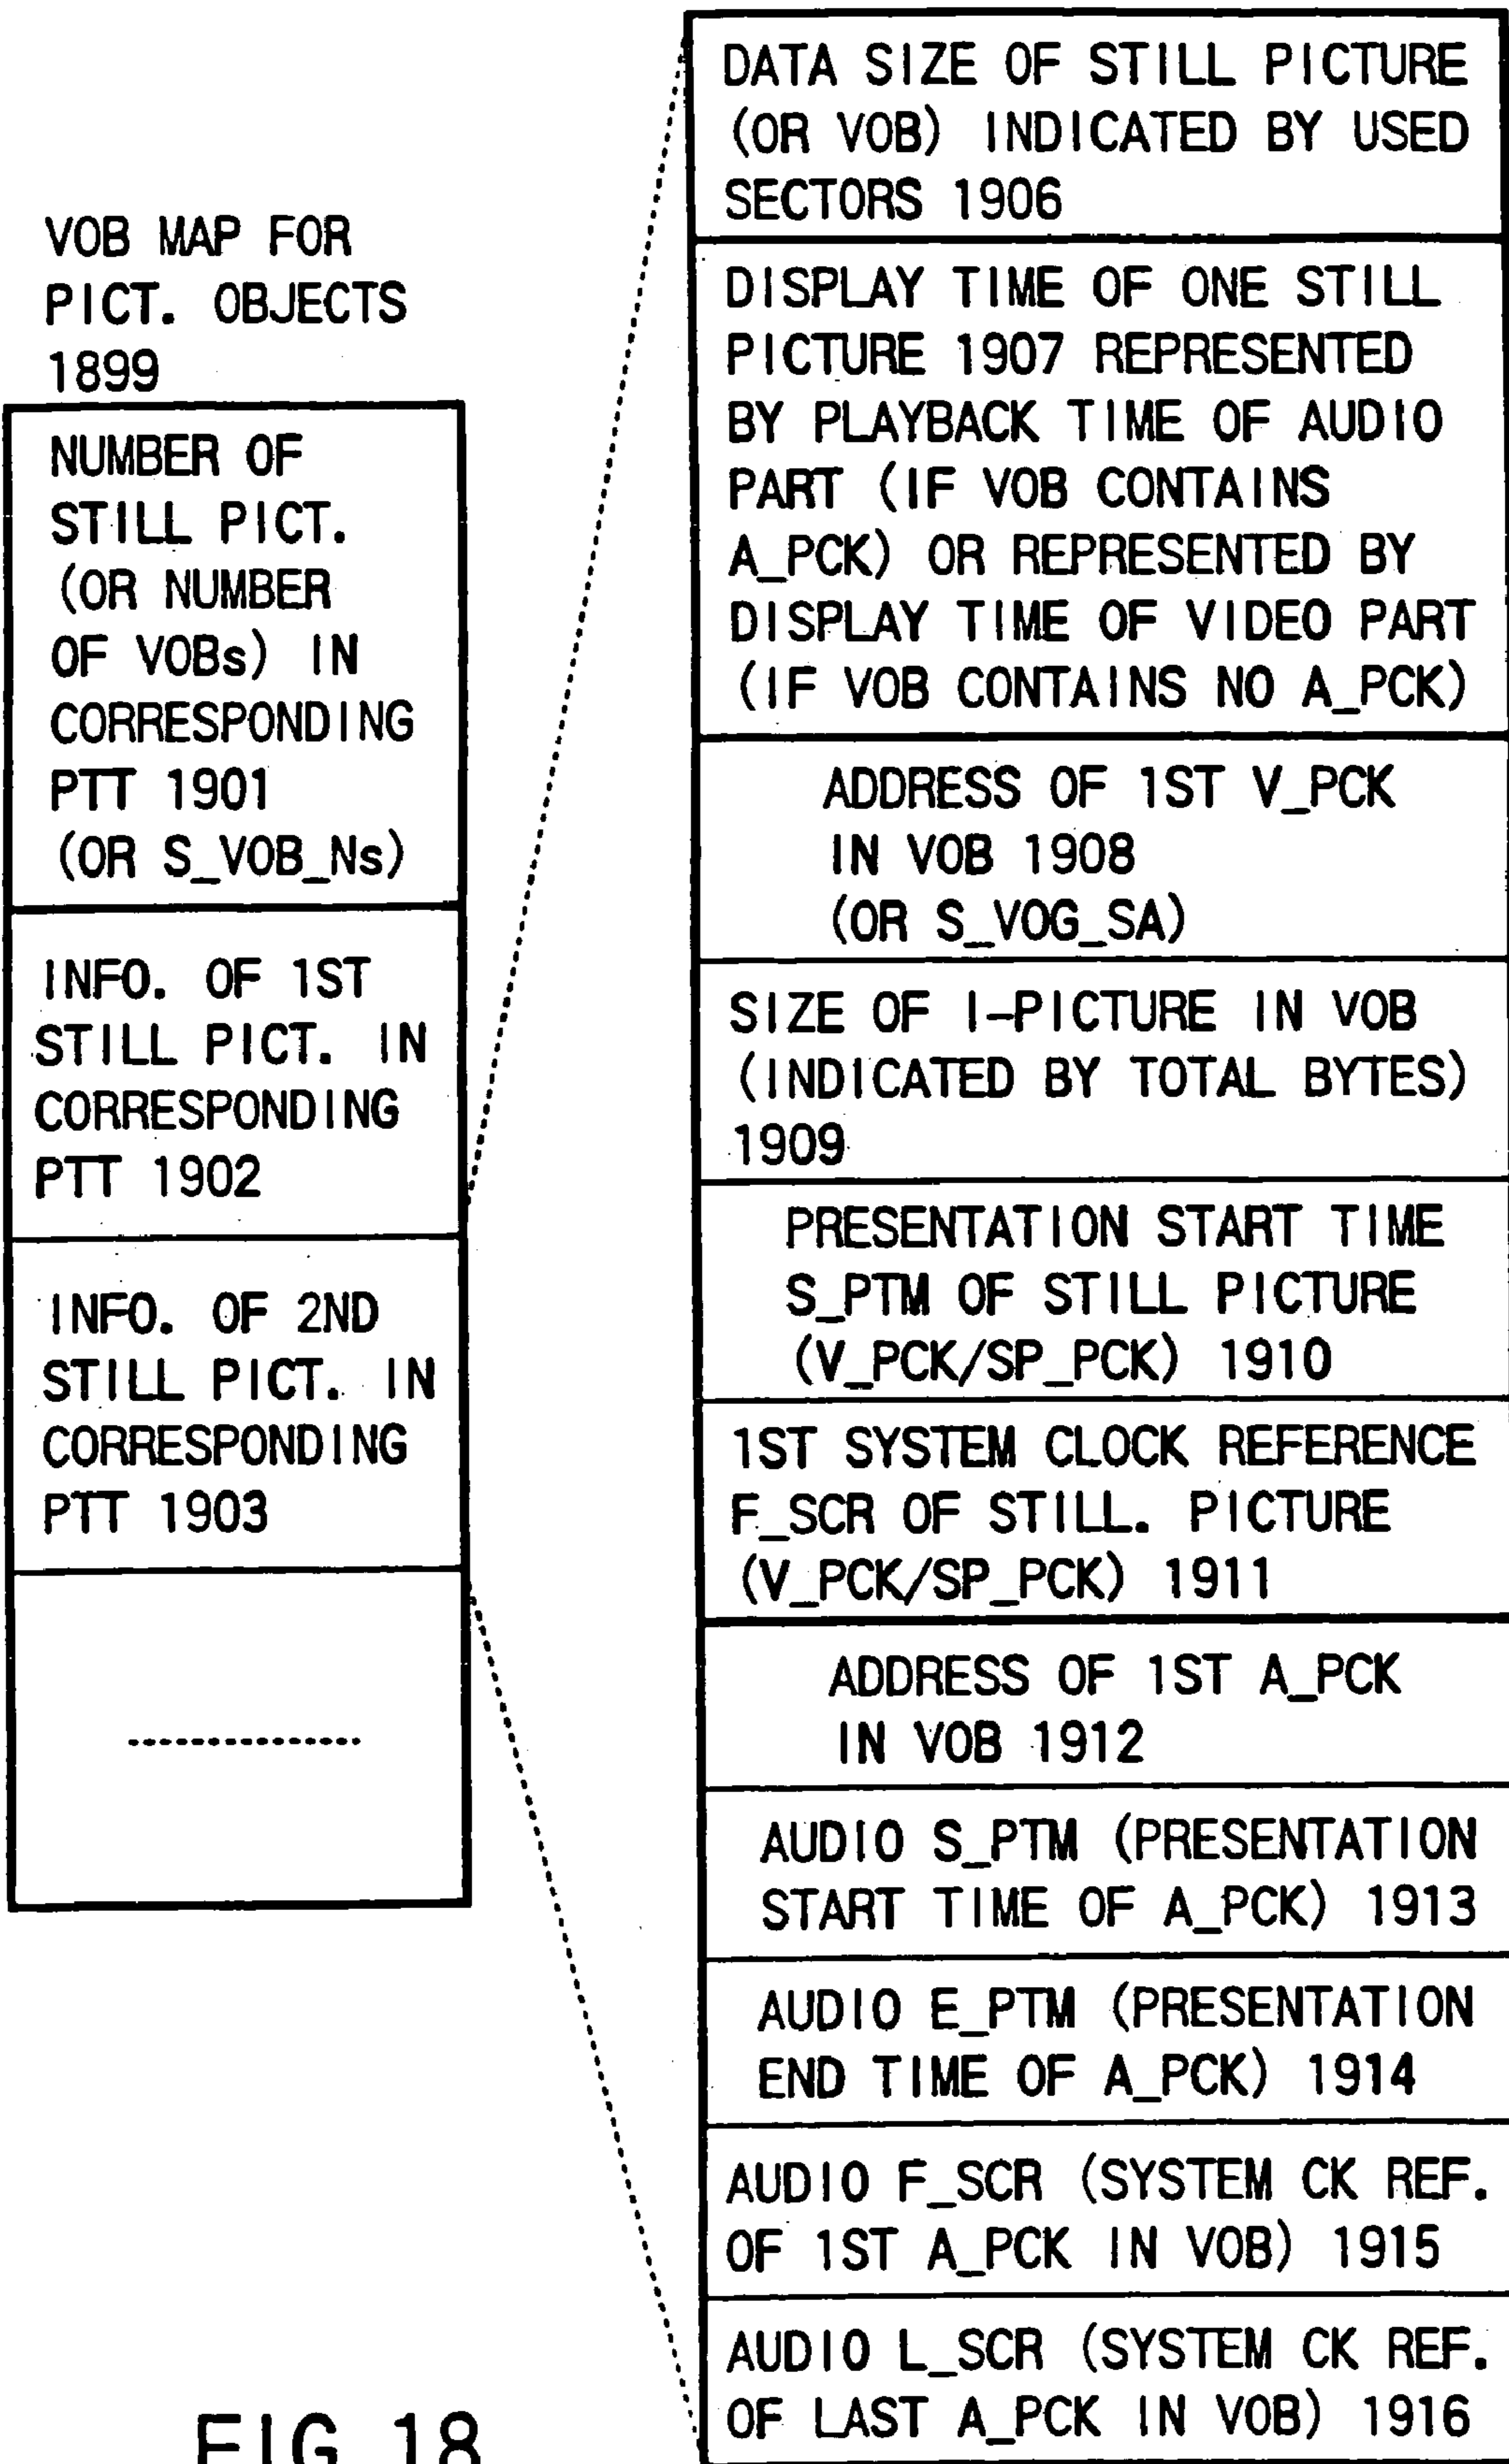 VOB MAP FOR
PICT. OBJECTS
1899
NUMBER OF
STILL PICT.
(OR NUMBER
OF VOBs) IN
CORRESPONDING
PTT 1901
(OR S_VOB_Ns)
INFO. OF 1ST
STILL PICT. IN
CORRESPONDING
PTT 1902
INFO. OF 2ND
STILL PICT. IN
CORRESPONDING
PTT 1903
DATA SIZE OF STILL PICTURE
(OR VOB) INDICATED BY USED
SECTORS 1906
DISPLAY TIME OF ONE STILL
PICTURE 1907 REPRESENTED
BY PLAYBACK TIME OF AUDIO
PART (IF VOB CONTAINS
A_PCK) OR REPRESENTED BY
DISPLAY TIME OF VIDEO PART
(IF VOB CONTAINS NO A_PCK)
ADDRESS OF 1ST V_PCK
IN VOB 1908
(OR S_VOG_SA)
SIZE OF I-PICTURE IN VOB
(INDICATED BY TOTAL BYTES)
1909
PRESENTATION START TIME
S_PTM OF STILL PICTURE
(V_PCK/SP_PCK) 1910
1ST SYSTEM CLOCK REFERENCE
F_SCR OF STILL. PICTURE
(V_PCK/SP_PCK) 1911
ADDRESS OF 1ST A_PCK
IN VOB 1912
AUDIO S_PTM (PRESENTATION
START TIME OF A_PCK) 1913
AUDIO E_PTM (PRESENTATION
END TIME OF A_PCK) 1914
AUDIO F_SCR (SYSTEM CK REF.
OF 1ST A_PCK IN VOB) 1915
AUDIO L_SCR (SYSTEM CK REF.
OF LAST A_PCK IN VOB) 1916
FIG. 18